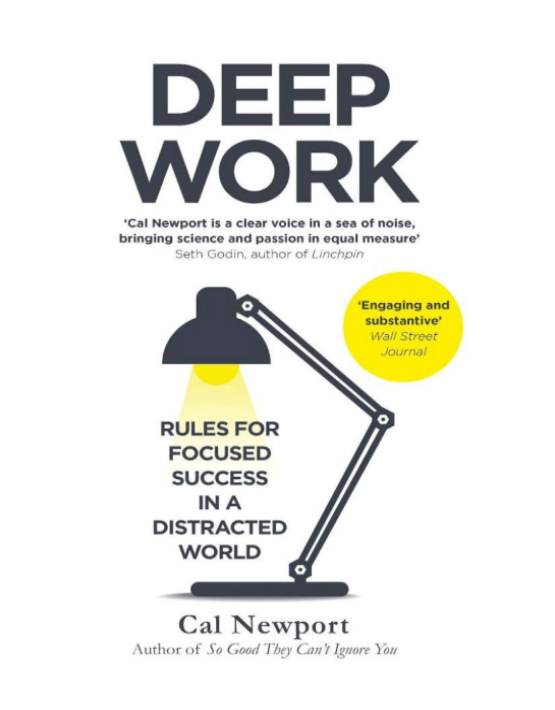 DEEP
WORK
‘Cal Newport is a clear voice in a sea of noise,
bringing science and passion in equal measure’
Seth Godin, author of Linchpin
‘Engaging and
substantive’
Wall Street
Journal
RULES FOR
FOCUSED
SUCCESS
IN A
DISTRACTED
WORLD
Cal Newport
Author of So Good They Can’t Ignore You